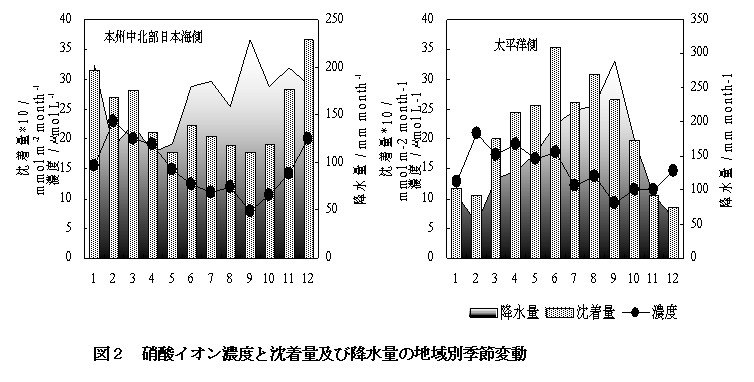 本州中北部日本海側
沈着量*10 / mmol m-2 month-1
濃度 / μmol L-1
40
35
30
25
20
15
10
5
0
250
200
150
100
50
0
降水量 / mm month-1
1 2 3 4 5 6 7 8 9 10 11 12
太平洋側
沈着量*10 / mmol m-2 month-1
濃度 / μmol L-1
40
35
30
25
20
15
10
5
0
350
300
250
200
150
100
50
0
降水量 / mm month-1
1 2 3 4 5 6 7 8 9 10 11 12
降水量 沈着量 濃度
図2 硝酸イオン濃度と沈着量及び降水量の地域別季節変動